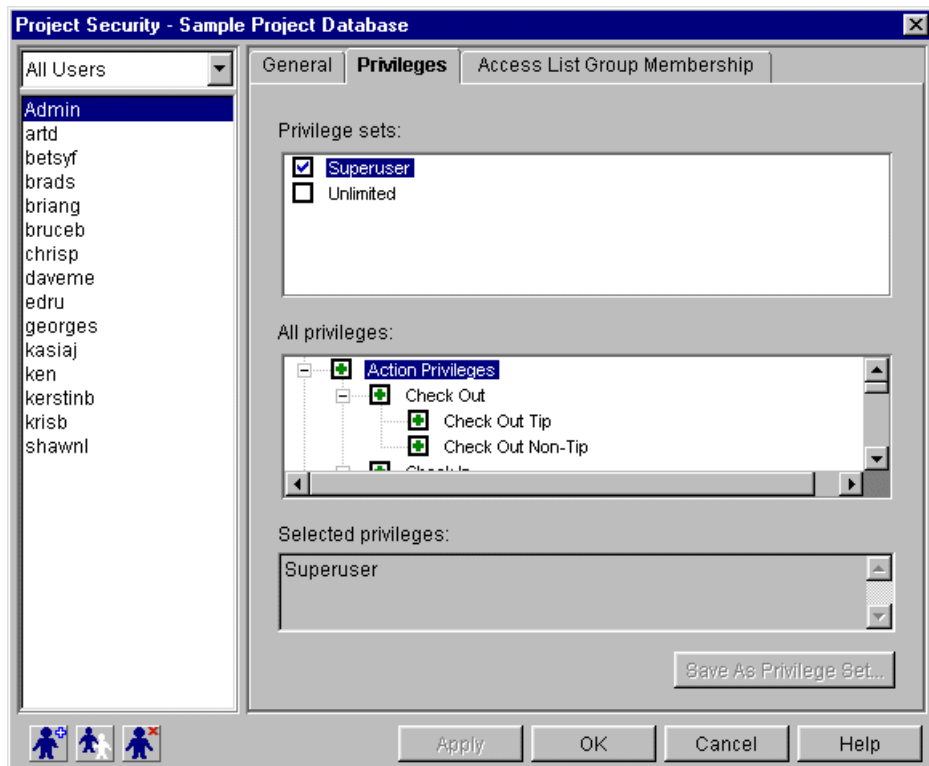 Project Security - Sample Project Database
All Users
Admin
artd
betsyf
brads
briang
bruceb
chrisp
daveme
edru
georges
kasiaj
ken
kerstinb
krisb
shawnl
General
Privileges
Access List Group Membership
Privilege sets:
Superuser
Unlimited
All privileges:
Action Privileges
Check Out
Check Out Tip
Check Out Non-Tip
Check In
Selected privileges:
Superuser
Save As Privilege Set...
Apply
OK
Cancel
Help